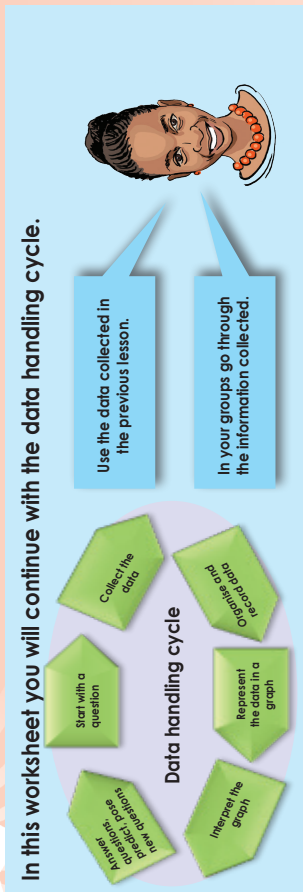 In this worksheet you will continue with the data handling cycle.
Start with a
question
Collect the
data
Organise and
record data
Represent
the data in a
graph
Interpret the
graph
Answer
questions,
predict, pose
new questions
Data handling cycle
Use the data collected in
the previous lesson.
In your groups go through
the information collected.